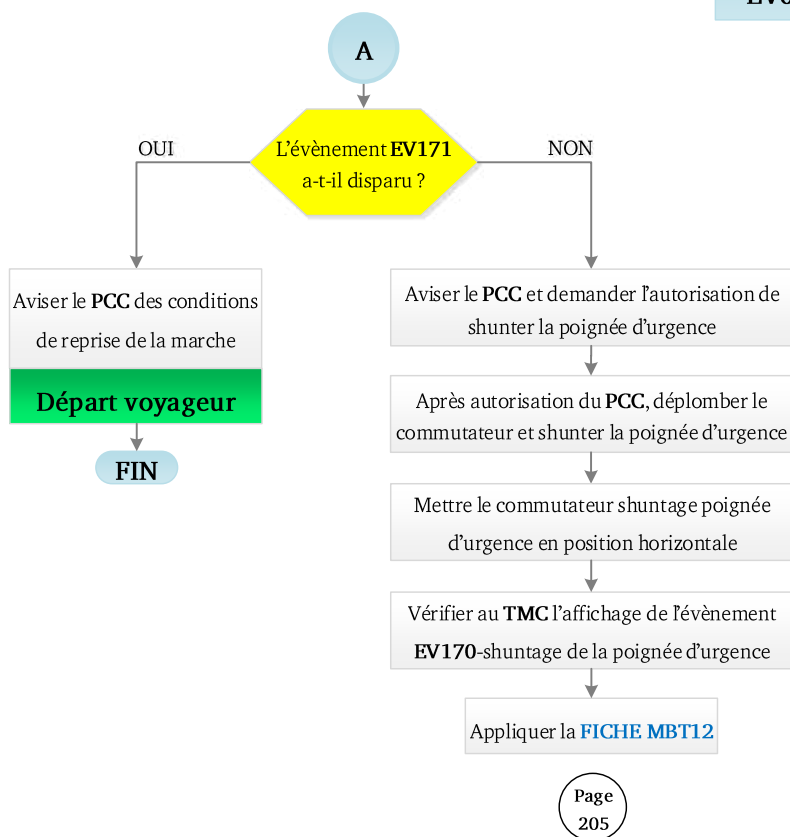 A
L'évènement EV171
a-t-il disparu ?
OUI
NON
Aviser le PCC des conditions
de reprise de la marche
Départ voyageur
FIN
Aviser le PCC et demander l'autorisation de
shunter la poignée d'urgence
Après autorisation du PCC, déplomber le
commutateur et shunter la poignée d'urgence
Mettre le commutateur shuntage poignée
d'urgence en position horizontale
Vérifier au TMC l'affichage de l'évènement
EV170-shuntage de la poignée d'urgence
Appliquer la FICHE MBT12
Page
205